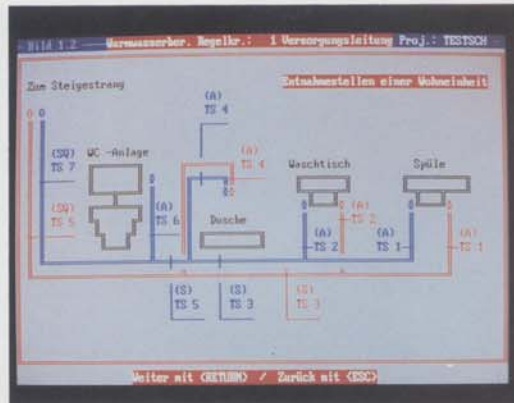 Bild 1.2 Warmwasserber. Regelkr.: 1 Versorgungsleitung Proj.: TESTSCH
Zum Steigestrang
Entnahmestellen einer Wohneinheit
(A)
TS 4
(SW)
TS 7
WC -Anlage
(A)
TS 4
Waschtisch
Spüle
(SW)
TS 5
(A)
TS 6
Dusche
(A)
TS 2
(A)
TS 2
(A)
TS 1
(A)
TS 1
(S)
TS 5
(S)
TS 3
(S)
TS 3
Weiter mit <RETURN> / Zurück mit <ESC>